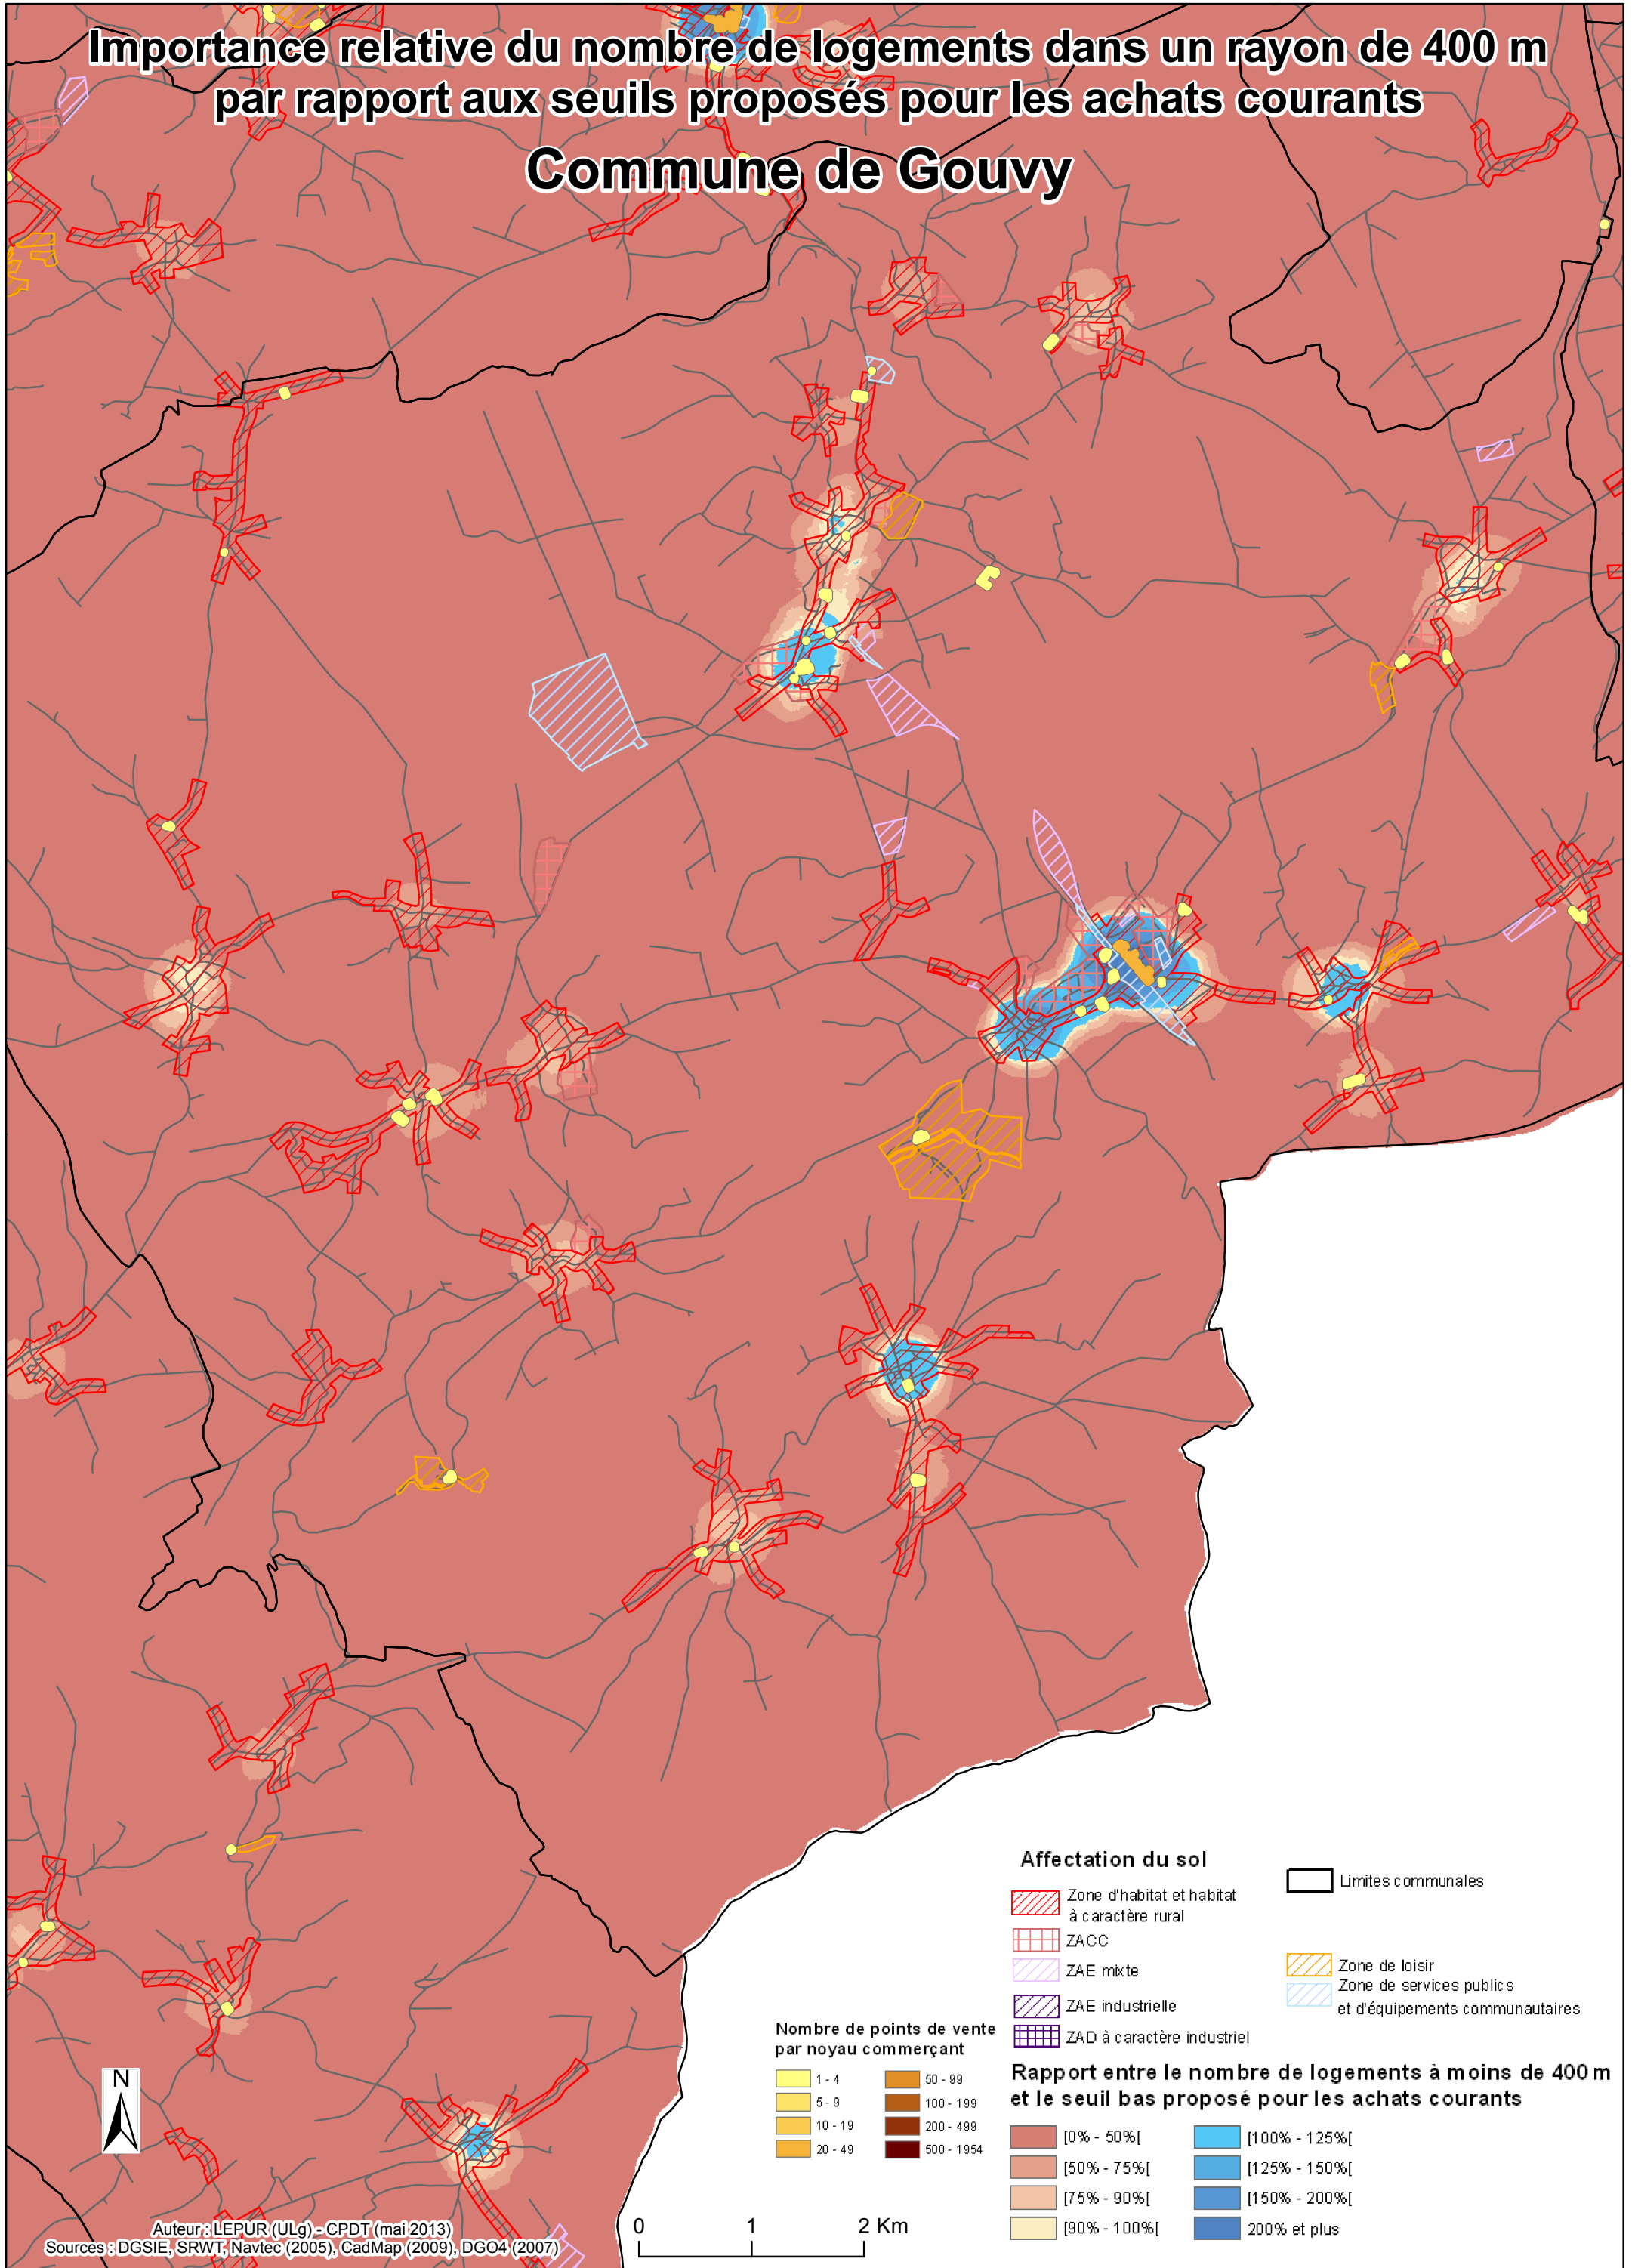 Importance relative du nombre de logements dans un rayon de 400 m
par rapport aux seuils proposés pour les achats courants
Commune de Gouvy
Affectation du sol
Zone d'habitat et habitat
à caractère rural
ZACC
ZAE mixte
ZAE industrielle
ZAD à caractère industriel
Limites communales
Zone de loisir
Zone de services publics
et d'équipements communautaires
Nombre de points de vente
par noyau commerçant
1 - 4
5 - 9
10 - 19
20 - 49
50 - 99
100 - 199
200 - 499
500 - 1954
Rapport entre le nombre de logements à moins de 400 m
et le seuil bas proposé pour les achats courants
[0% - 50%[
[50% - 75%[
[75% - 90%[
[90% - 100%[
[100% - 125%[
[125% - 150%[
[150% - 200%[
200% et plus
N
0 1 2 Km
Auteur : LEPUR (ULg) - CPDT (mai 2013)
Sources : DGSIE, SRWT, Navtec (2005), CadMap (2009), DGO4 (2007)